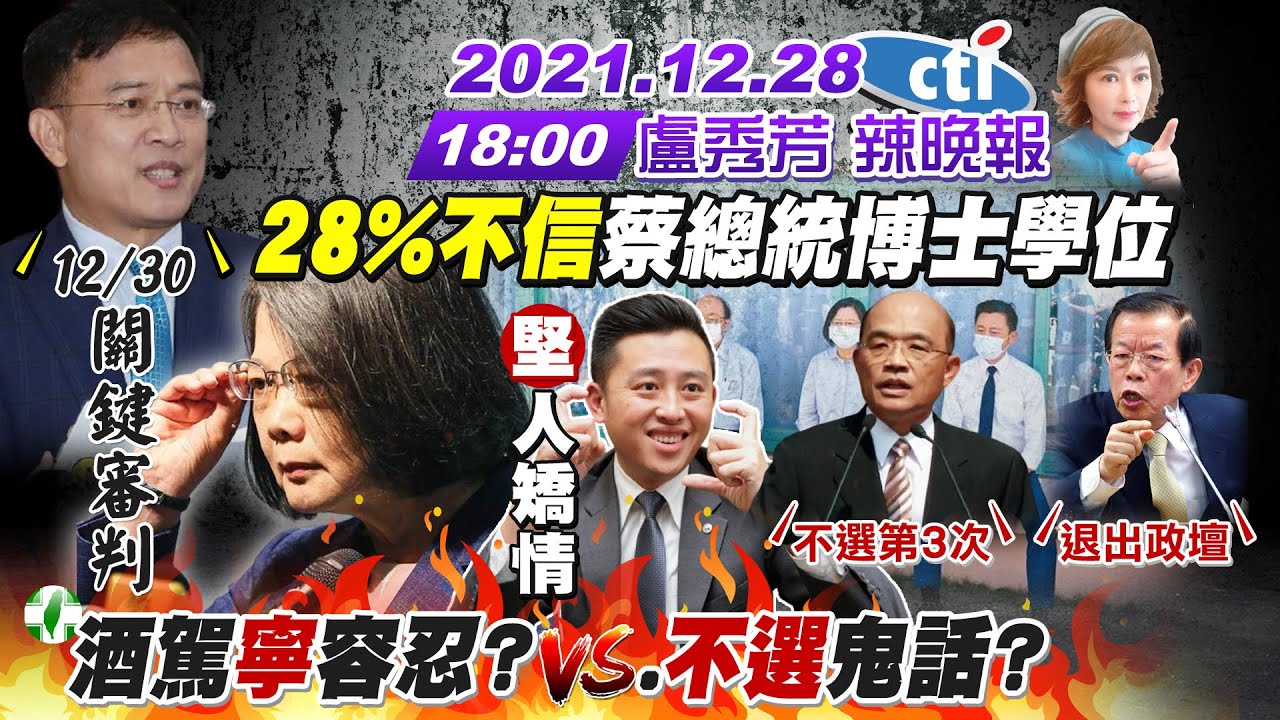 2021.12.28
cti
18:00 盧秀芳 辣晚報
28%不信蔡總統博士學位
12/30
關鍵審判
堅人矯情
不選第3次
退出政壇
酒駕寧容忍? VS. 不選鬼話?